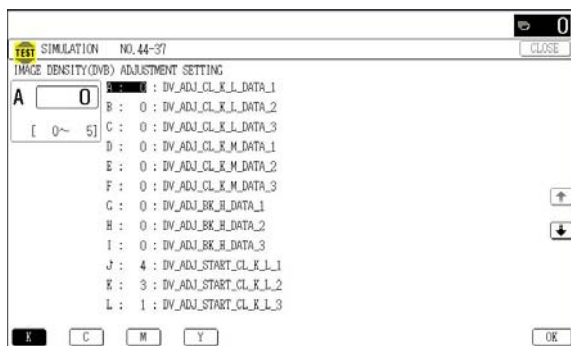 0
TEST SIMULATION NO.44-37 CLOSE
IMAGE DENSITY(DVB) ADJUSTMENT SETTING
A 0
[ 0~ 5]
A : 0 : DV_ADJ_CL_K_L_DATA_1
B : 0 : DV_ADJ_CL_K_L_DATA_2
C : 0 : DV_ADJ_CL_K_L_DATA_3
D : 0 : DV_ADJ_CL_K_M_DATA_1
E : 0 : DV_ADJ_CL_K_M_DATA_2
F : 0 : DV_ADJ_CL_K_M_DATA_3
G : 0 : DV_ADJ_BK_H_DATA_1
H : 0 : DV_ADJ_BK_H_DATA_2
I : 0 : DV_ADJ_BK_H_DATA_3
J : 4 : DV_ADJ_START_CL_K_L_1
K : 3 : DV_ADJ_START_CL_K_L_2
L : 1 : DV_ADJ_START_CL_K_L_3
K C M Y OK